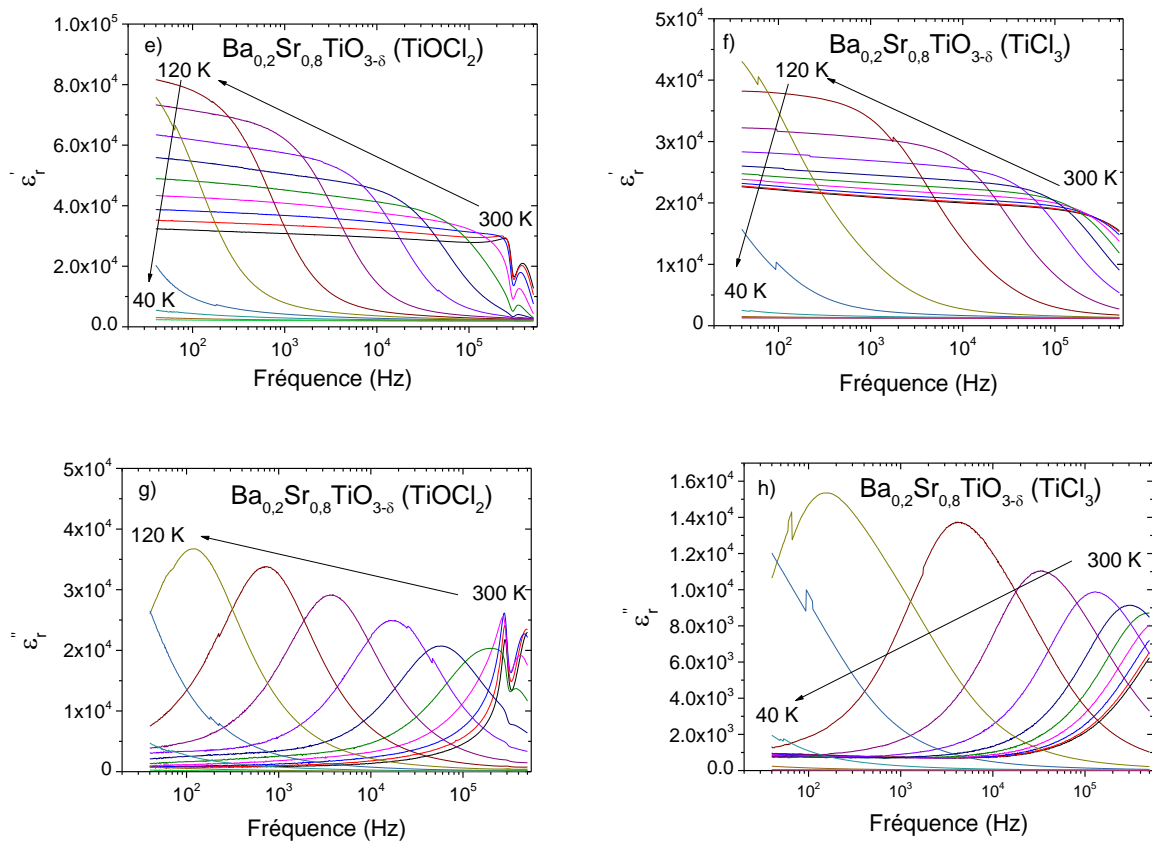 e) Ba0,2Sr0,8TiO3-δ (TiOCl2)
1.0x10^5
8.0x10^4
6.0x10^4
4.0x10^4
2.0x10^4
0.0
εr'
120 K
300 K
40 K
10^2 10^3 10^4 10^5
Fréquence (Hz)
f) Ba0,2Sr0,8TiO3-δ (TiCl3)
5x10^4
4x10^4
3x10^4
2x10^4
1x10^4
0
εr'
120 K
300 K
40 K
10^2 10^3 10^4 10^5
Fréquence (Hz)
g) Ba0,2Sr0,8TiO3-δ (TiOCl2)
5x10^4
4x10^4
3x10^4
2x10^4
1x10^4
0
εr''
120 K
300 K
10^2 10^3 10^4 10^5
Fréquence (Hz)
h) Ba0,2Sr0,8TiO3-δ (TiCl3)
1.6x10^4
1.4x10^4
1.2x10^4
1.0x10^4
8.0x10^3
6.0x10^3
4.0x10^3
2.0x10^3
0.0
εr''
300 K
40 K
10^2 10^3 10^4 10^5
Fréquence (Hz)